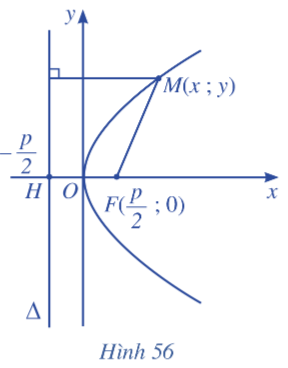 y
M(x ; y)
-p/2
H
O
F(p/2 ; 0)
x
Δ
Hình 56